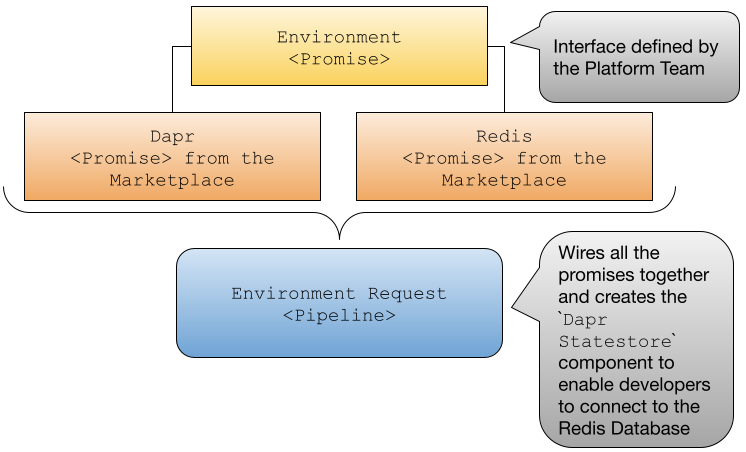 Environment
<Promise>
Interface defined by
the Platform Team
Dapr
<Promise> from the
Marketplace
Redis
<Promise> from the
Marketplace
Environment Request
<Pipeline>
Wires all the
promises together
and creates the
`Dapr
Statestore`
component to
enable developers
to connect to the
Redis Database